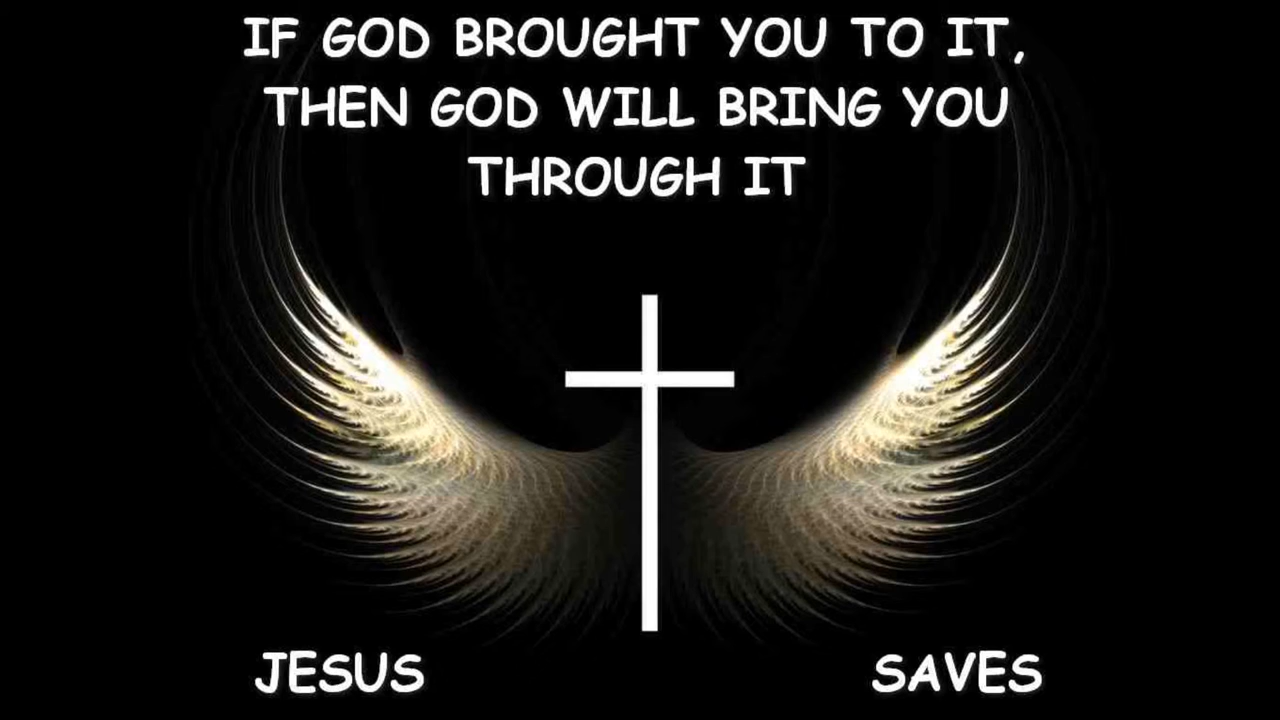 IF GOD BROUGHT YOU TO IT,
THEN GOD WILL BRING YOU
THROUGH IT
JESUS SAVES